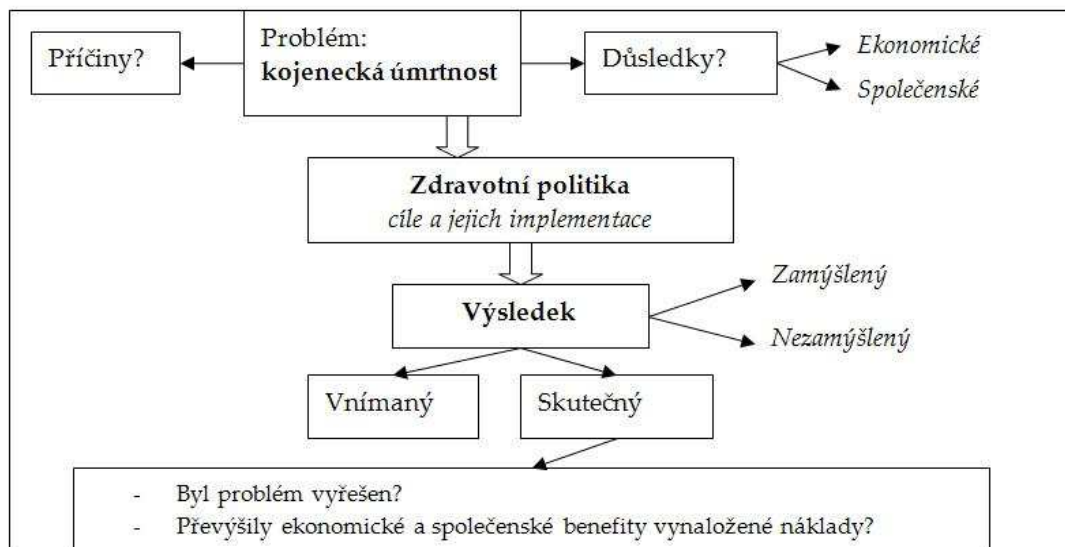 Příčiny?
Problém:
kojenecká úmrtnost
Důsledky?
Ekonomické
Společenské
Zdravotní politika
cíle a jejich implementace
Výsledek
Zamýšlený
Nezamýšlený
Vnímaný
Skutečný
- Byl problém vyřešen?
- Převýšily ekonomické a společenské benefity vynaložené náklady?